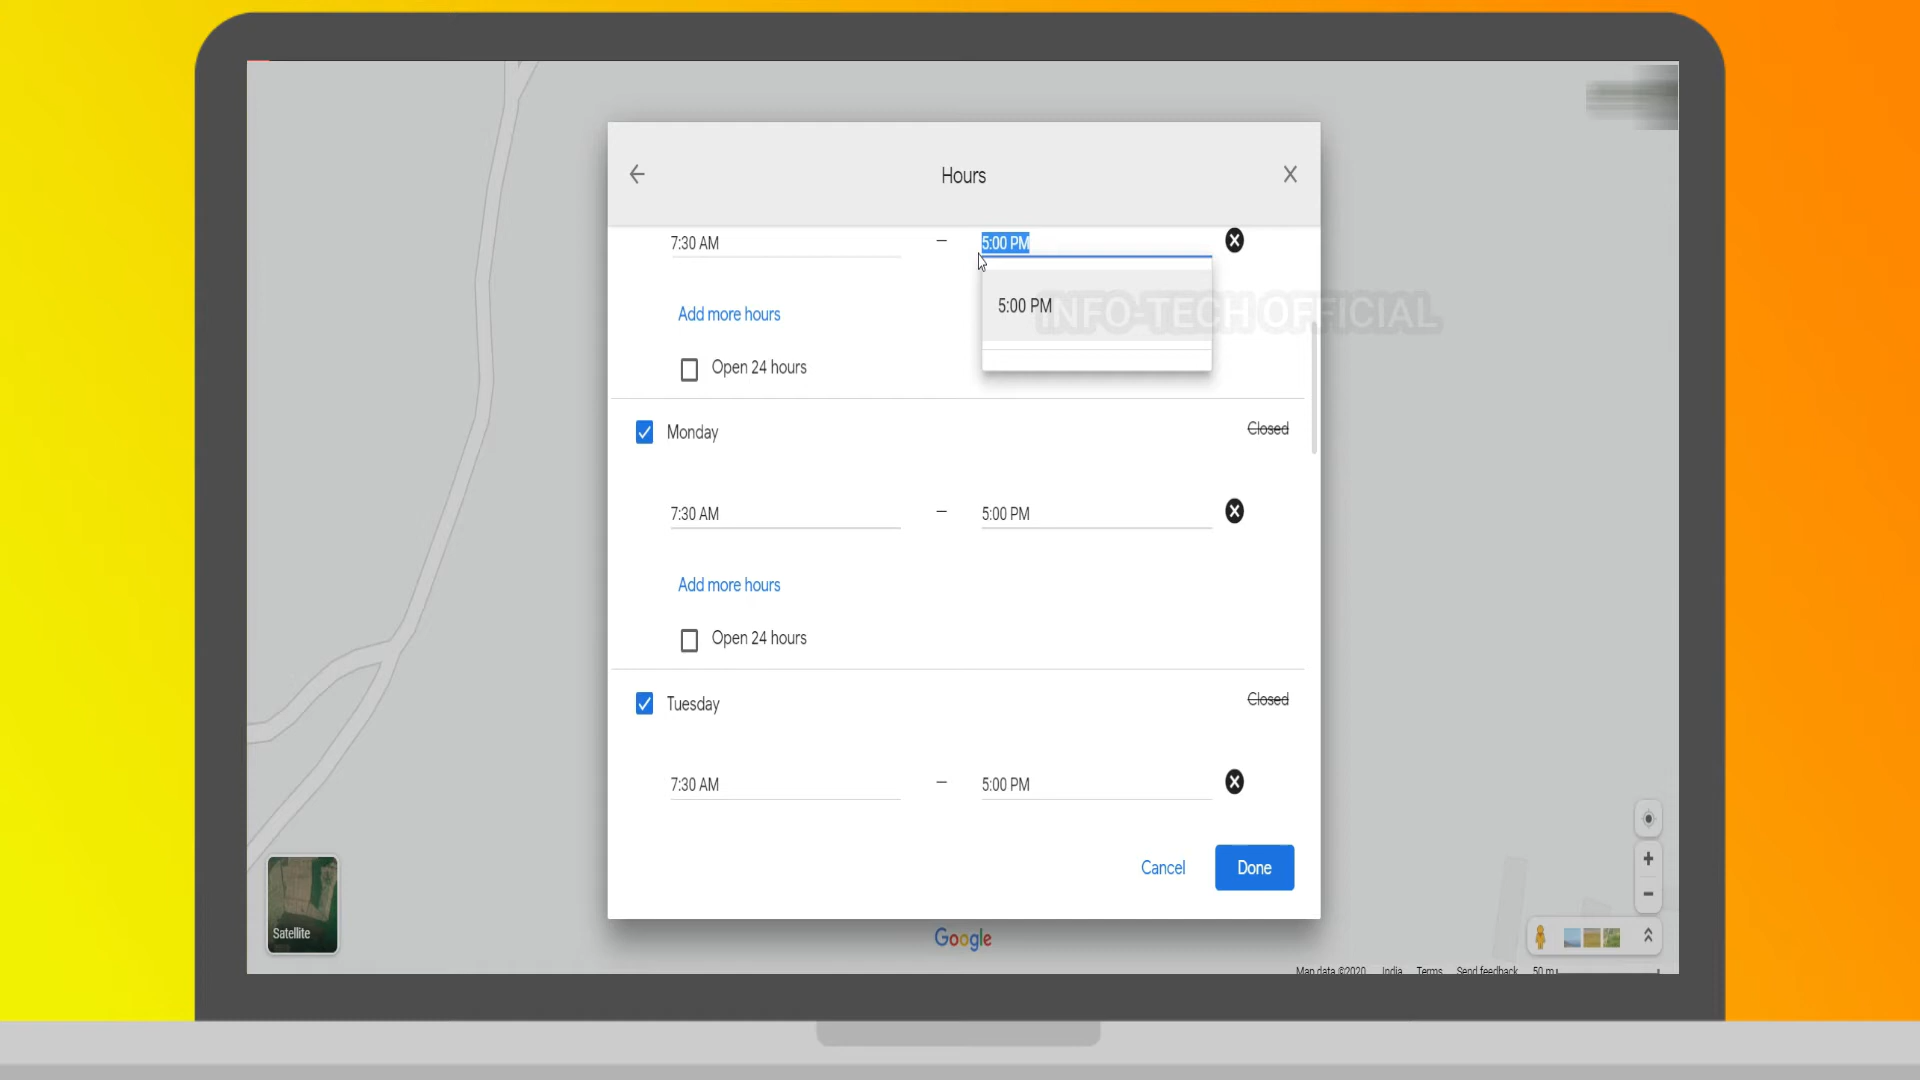 Hours
7:30 AM – 5:00 PM
5:00 PM
INFO-TECH OFFICIAL
Add more hours
Open 24 hours
Monday Closed
7:30 AM – 5:00 PM
Add more hours
Open 24 hours
Tuesday Closed
7:30 AM – 5:00 PM
Cancel Done
Satellite
Google
Map data ©2020 India Terms Send feedback 50 m